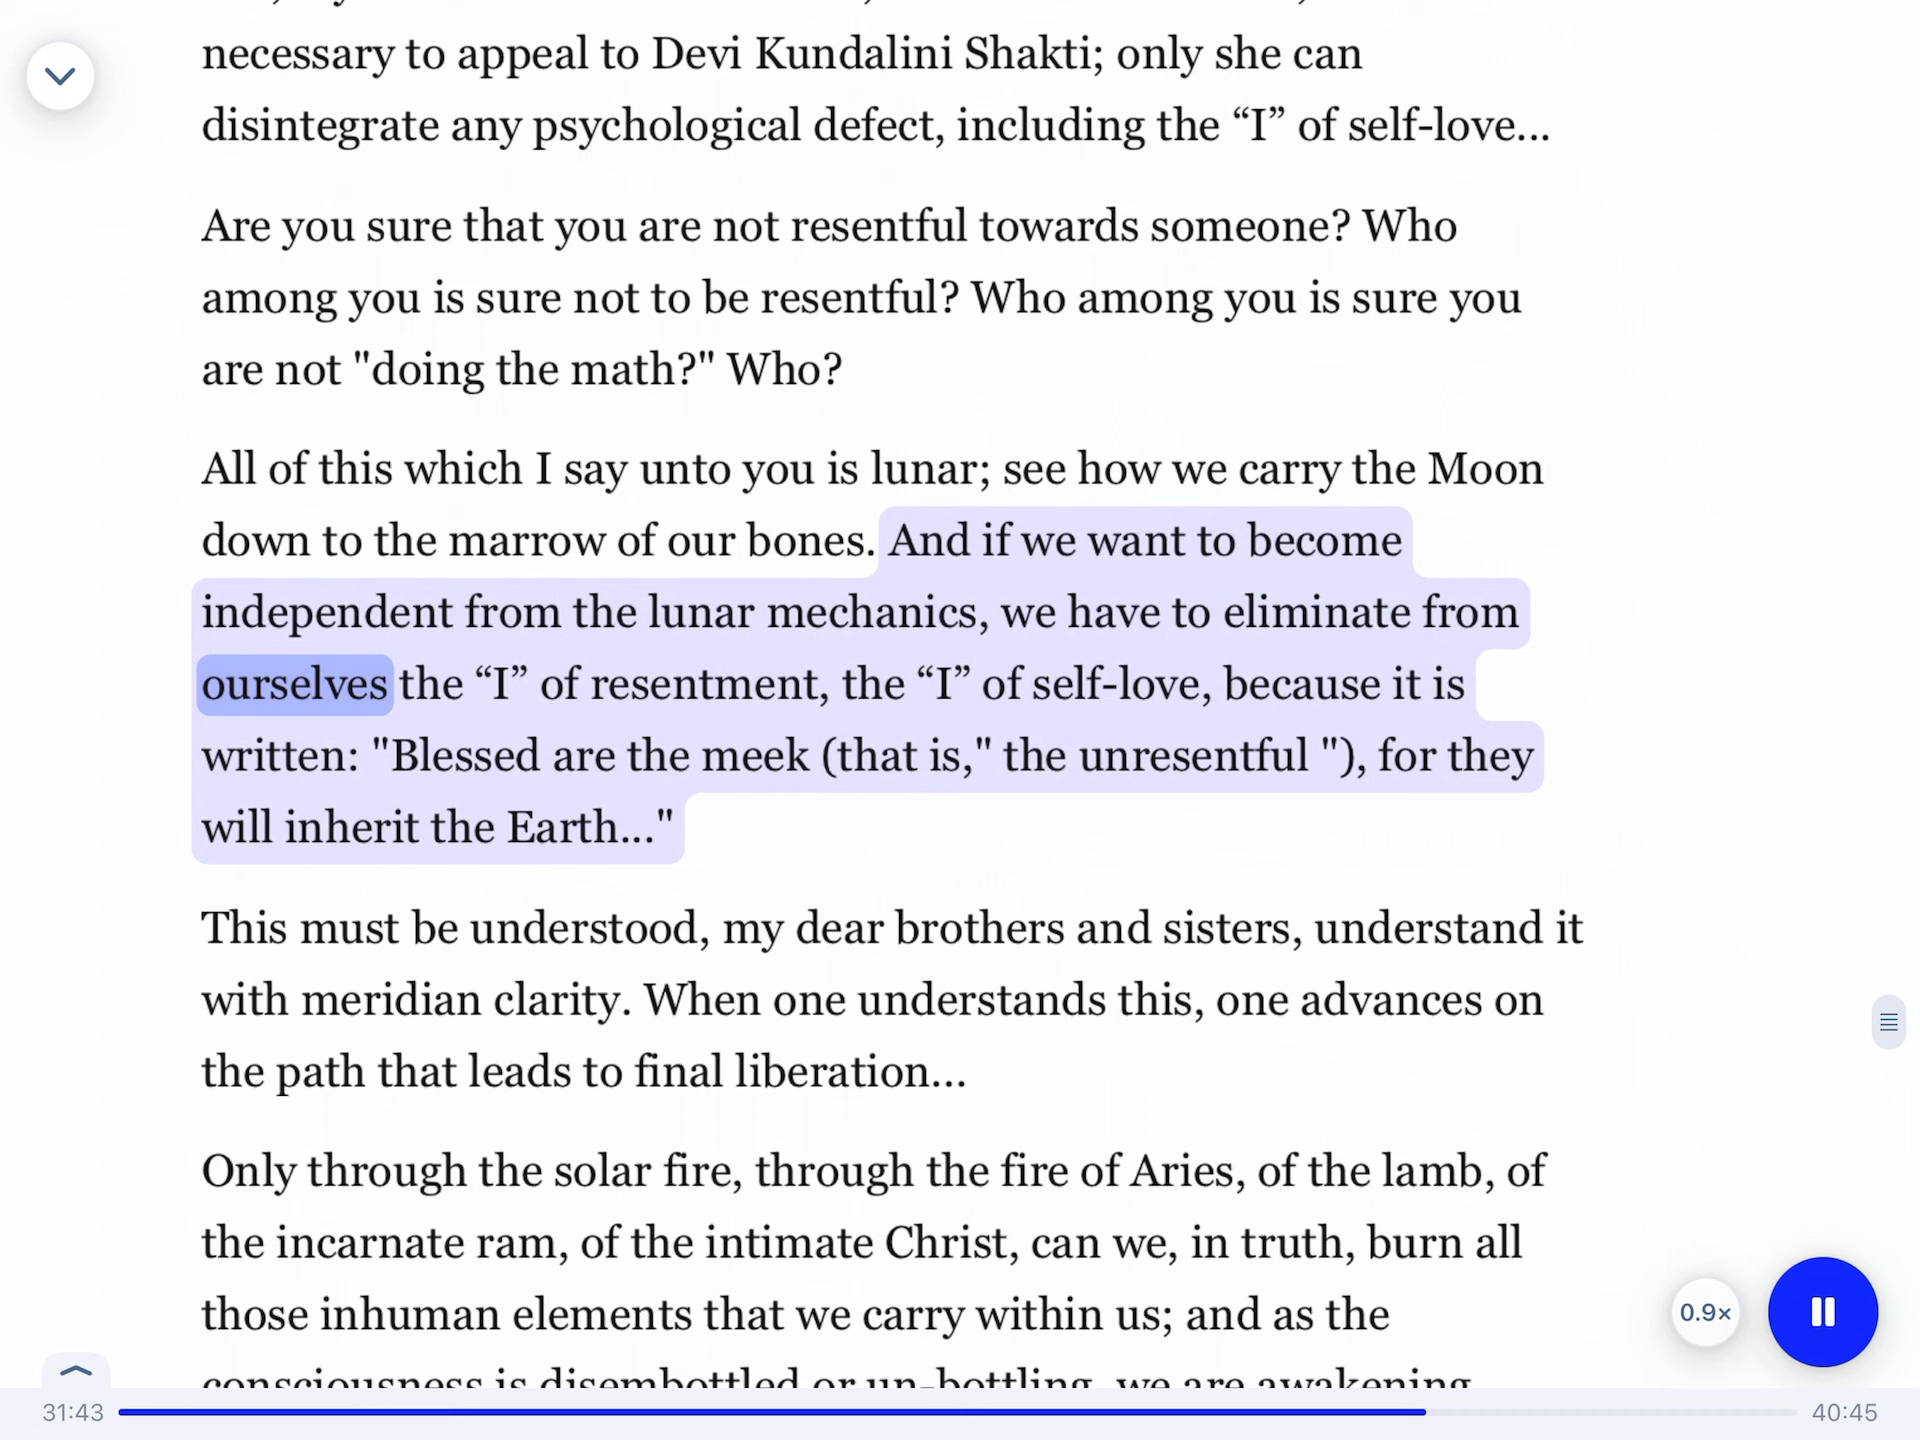 necessary to appeal to Devi Kundalini Shakti; only she can
disintegrate any psychological defect, including the “I” of self-love...
Are you sure that you are not resentful towards someone? Who
among you is sure not to be resentful? Who among you is sure you
are not "doing the math?" Who?
All of this which I say unto you is lunar; see how we carry the Moon
down to the marrow of our bones. And if we want to become
independent from the lunar mechanics, we have to eliminate from
ourselves the “I” of resentment, the “I” of self-love, because it is
written: "Blessed are the meek (that is," the unresentful "), for they
will inherit the Earth..."
This must be understood, my dear brothers and sisters, understand it
with meridian clarity. When one understands this, one advances on
the path that leads to final liberation...
Only through the solar fire, through the fire of Aries, of the lamb, of
the incarnate ram, of the intimate Christ, can we, in truth, burn all
those inhuman elements that we carry within us; and as the
consciousness is disembottled or un-bottling, we are awakening
0.9×
31:43
40:45